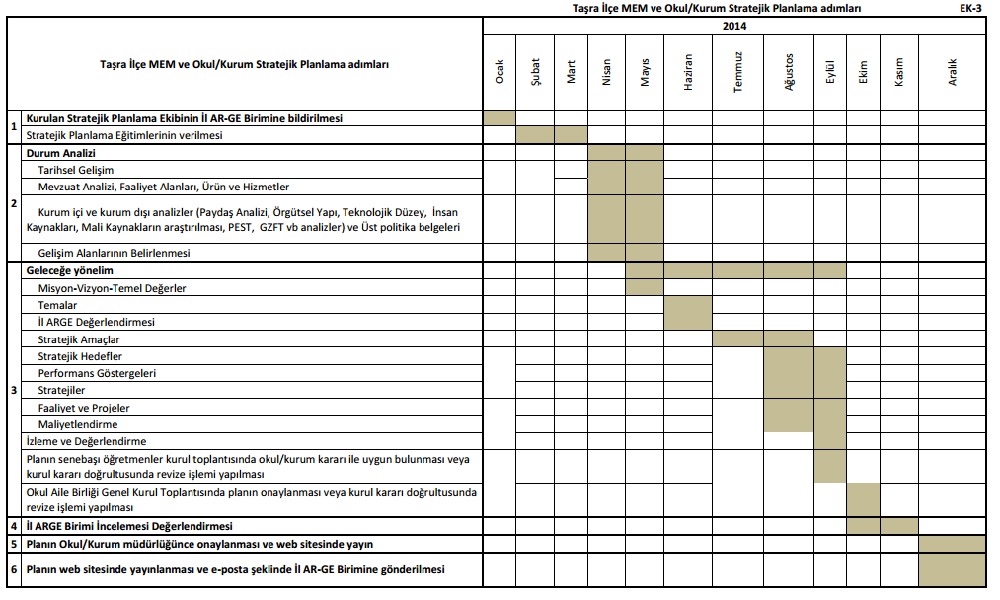 Taşra İlçe MEM ve Okul/Kurum Stratejik Planlama adımları EK-3
Taşra İlçe MEM ve Okul/Kurum Stratejik Planlama adımları
2014
Ocak
Şubat
Mart
Nisan
Mayıs
Haziran
Temmuz
Ağustos
Eylül
Ekim
Kasım
Aralık
1
Kurulan Stratejik Planlama Ekibinin İl AR-GE Birimine bildirilmesi
Stratejik Planlama Eğitimlerinin verilmesi
2
Durum Analizi
Tarihsel Gelişim
Mevzuat Analizi, Faaliyet Alanları, Ürün ve Hizmetler
Kurum içi ve kurum dışı analizler (Paydaş Analizi, Örgütsel Yapı, Teknolojik Düzey, İnsan
Kaynakları, Mali Kaynakların araştırılması, PEST, GZFT vb analizler) ve Üst politika belgeleri
Gelişim Alanlarının Belirlenmesi
3
Geleceğe yönelim
Misyon-Vizyon-Temel Değerler
Temalar
İl ARGE Değerlendirmesi
Stratejik Amaçlar
Stratejik Hedefler
Performans Göstergeleri
Stratejiler
Faaliyet ve Projeler
Maliyetlendirme
İzleme ve Değerlendirme
Planın senebaşı öğretmenler kurul toplantısında okul/kurum kararı ile uygun bulunması veya
kurul kararı doğrultusunda revize işlemi yapılması
Okul Aile Birliği Genel Kurul Toplantısında planın onaylanması veya kurul kararı doğrultusunda
revize işlemi yapılması
4 İl ARGE Birimi İncelemesi Değerlendirmesi
5 Planın Okul/Kurum müdürlüğünce onaylanması ve web sitesinde yayın
6 Planın web sitesinde yayınlanması ve e-posta şeklinde İl AR-GE Birimine gönderilmesi